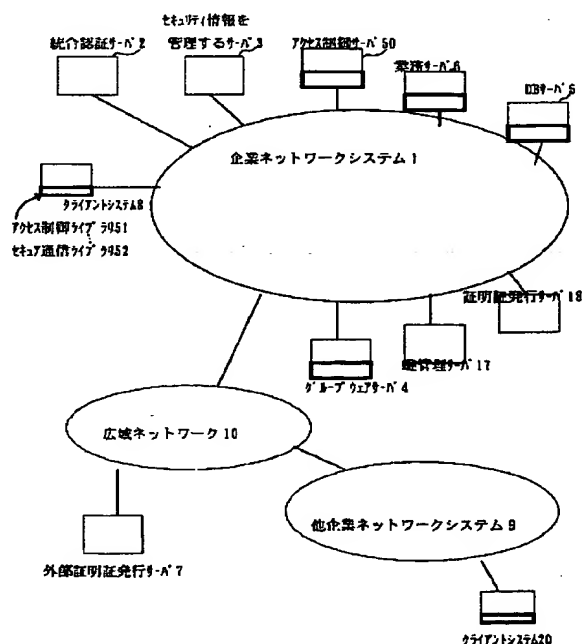 セキュリティ情報を
管理するサーバ 3
統合認証サーバ 2
アクセス制御サーバ 50
業務サーバ 6
DBサーバ 5
企業ネットワークシステム 1
クライアントシステム 8
アクセス制御ライブラリ 51
セキュア通信ライブラリ 52
証明証発行サーバ 18
鍵管理サーバ 17
グループウェアサーバ 4
広域ネットワーク 10
他企業ネットワークシステム 9
外部証明証発行サーバ 7
クライアントシステム 20